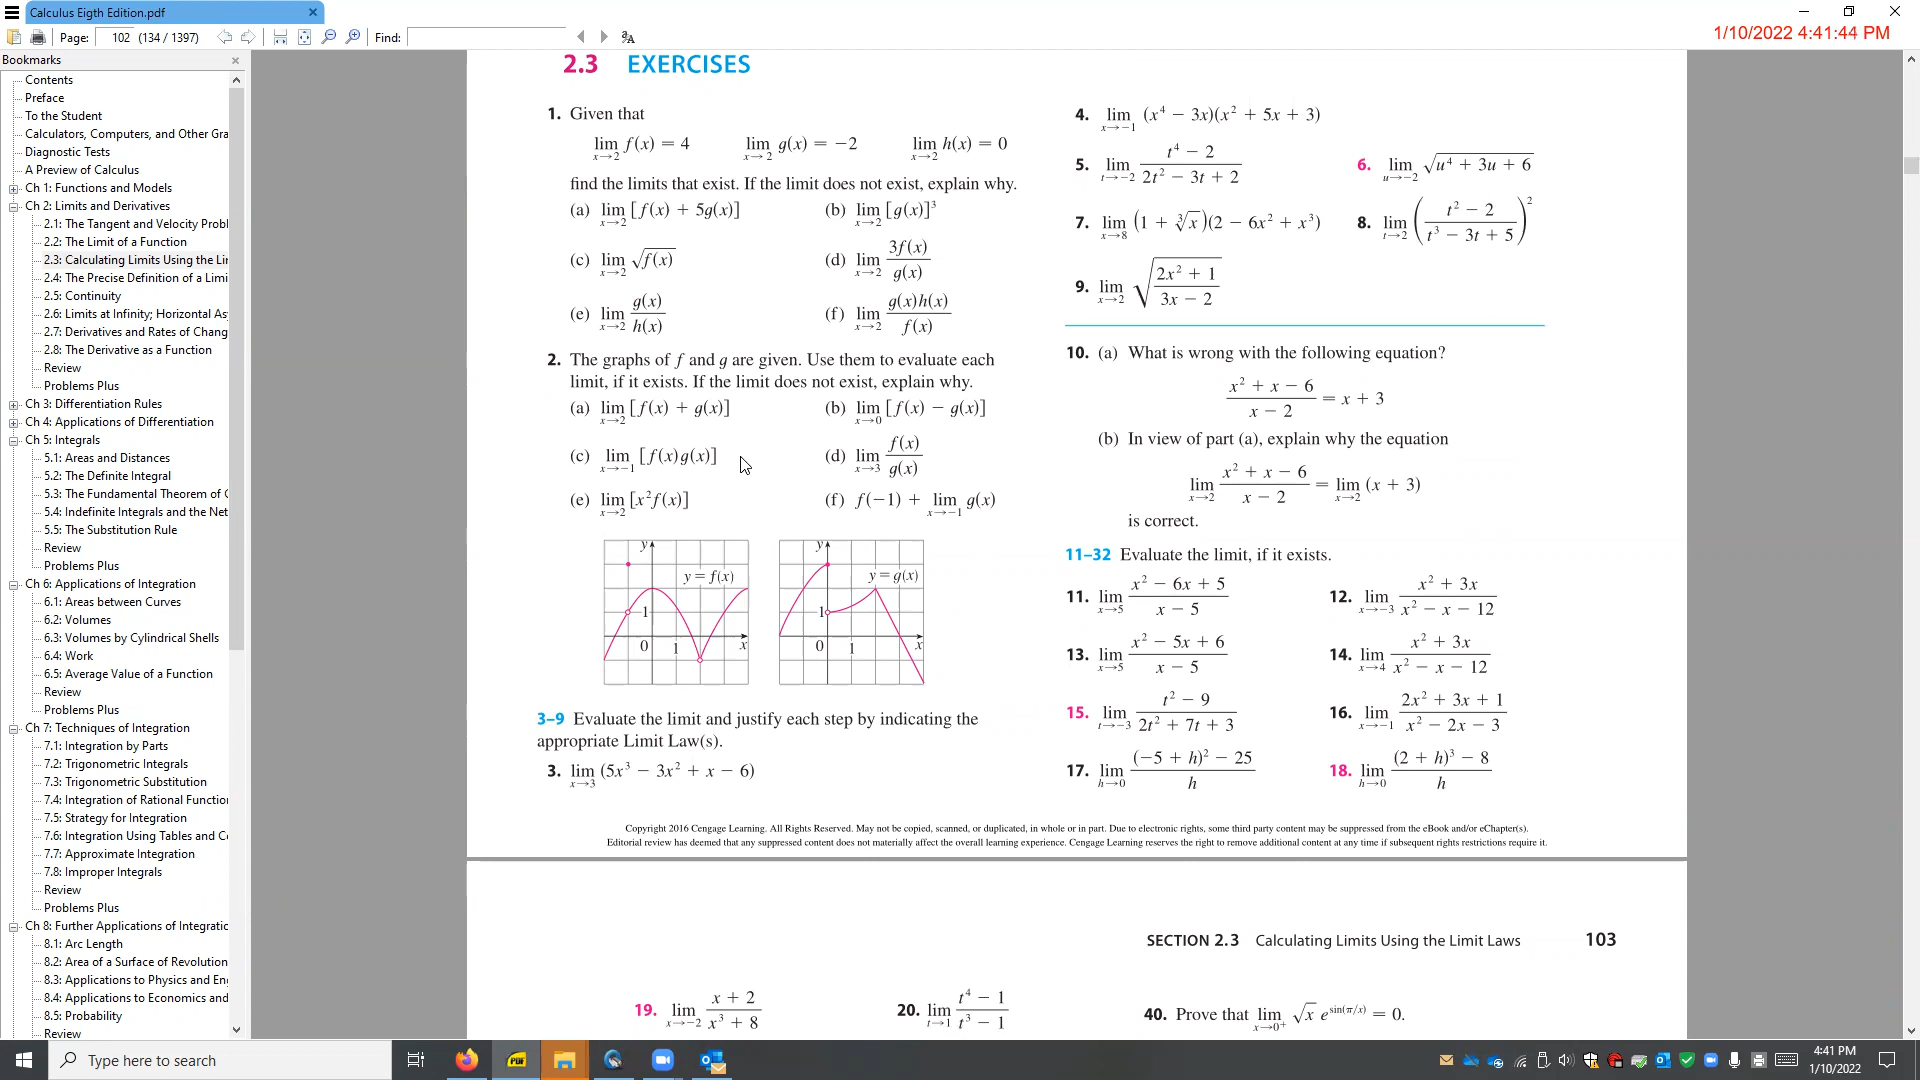 Calculus Eigth Edition.pdf
Page: 102 (134 / 1397) Find:
1/10/2022 4:41:44 PM
Bookmarks
Contents
Preface
To the Student
Calculators, Computers, and Other Gra
Diagnostic Tests
A Preview of Calculus
Ch 1: Functions and Models
Ch 2: Limits and Derivatives
2.1: The Tangent and Velocity Probl
2.2: The Limit of a Function
2.3: Calculating Limits Using the Lir
2.4: The Precise Definition of a Limi
2.5: Continuity
2.6: Limits at Infinity; Horizontal As
2.7: Derivatives and Rates of Chang
2.8: The Derivative as a Function
Review
Problems Plus
Ch 3: Differentiation Rules
Ch 4: Applications of Differentiation
Ch 5: Integrals
5.1: Areas and Distances
5.2: The Definite Integral
5.3: The Fundamental Theorem of C
5.4: Indefinite Integrals and the Net
5.5: The Substitution Rule
Review
Problems Plus
Ch 6: Applications of Integration
6.1: Areas between Curves
6.2: Volumes
6.3: Volumes by Cylindrical Shells
6.4: Work
6.5: Average Value of a Function
Review
Problems Plus
Ch 7: Techniques of Integration
7.1: Integration by Parts
7.2: Trigonometric Integrals
7.3: Trigonometric Substitution
7.4: Integration of Rational Function
7.5: Strategy for Integration
7.6: Integration Using Tables and Co
7.7: Approximate Integration
7.8: Improper Integrals
Review
Problems Plus
Ch 8: Further Applications of Integratic
8.1: Arc Length
8.2: Area of a Surface of Revolution
8.3: Applications to Physics and Eng
8.4: Applications to Economics and
8.5: Probability
Review
2.3 EXERCISES
1. Given that
lim x→2 f(x) = 4 lim x→2 g(x) = −2 lim x→2 h(x) = 0
find the limits that exist. If the limit does not exist, explain why.
(a) lim x→2 [f(x) + 5g(x)] (b) lim x→2 [g(x)]³
(c) lim x→2 √f(x) (d) lim x→2 3f(x)/g(x)
(e) lim x→2 g(x)/h(x) (f) lim x→2 g(x)h(x)/f(x)
2. The graphs of f and g are given. Use them to evaluate each
limit, if it exists. If the limit does not exist, explain why.
(a) lim x→2 [f(x) + g(x)] (b) lim x→0 [f(x) − g(x)]
(c) lim x→−1 [f(x)g(x)] (d) lim x→3 f(x)/g(x)
(e) lim x→2 [x²f(x)] (f) f(−1) + lim x→−1 g(x)
y y = f(x) 1 0 1 x
y y = g(x) 1 0 1 x
3–9 Evaluate the limit and justify each step by indicating the
appropriate Limit Law(s).
3. lim x→3 (5x³ − 3x² + x − 6)
4. lim x→−1 (x⁴ − 3x)(x² + 5x + 3)
5. lim t→−2 (t⁴ − 2)/(2t² − 3t + 2) 6. lim u→−2 √(u⁴ + 3u + 6)
7. lim x→8 (1 + ∛x)(2 − 6x² + x³) 8. lim t→2 ((t² − 2)/(t³ − 3t + 5))²
9. lim x→2 √((2x² + 1)/(3x − 2))
10. (a) What is wrong with the following equation?
(x² + x − 6)/(x − 2) = x + 3
(b) In view of part (a), explain why the equation
lim x→2 (x² + x − 6)/(x − 2) = lim x→2 (x + 3)
is correct.
11–32 Evaluate the limit, if it exists.
11. lim x→5 (x² − 6x + 5)/(x − 5) 12. lim x→−3 (x² + 3x)/(x² − x − 12)
13. lim x→5 (x² − 5x + 6)/(x − 5) 14. lim x→4 (x² + 3x)/(x² − x − 12)
15. lim t→−3 (t² − 9)/(2t² + 7t + 3) 16. lim x→−1 (2x² + 3x + 1)/(x² − 2x − 3)
17. lim h→0 ((−5 + h)² − 25)/h 18. lim h→0 ((2 + h)³ − 8)/h
Copyright 2016 Cengage Learning. All Rights Reserved. May not be copied, scanned, or duplicated, in whole or in part. Due to electronic rights, some third party content may be suppressed from the eBook and/or eChapter(s).
Editorial review has deemed that any suppressed content does not materially affect the overall learning experience. Cengage Learning reserves the right to remove additional content at any time if subsequent rights restrictions require it.
SECTION 2.3 Calculating Limits Using the Limit Laws 103
19. lim x→−2 (x + 2)/(x³ + 8) 20. lim t→1 (t⁴ − 1)/(t³ − 1)
40. Prove that lim x→0⁺ √x e^sin(π/x) = 0.
Type here to search
PDF
4:41 PM
1/10/2022